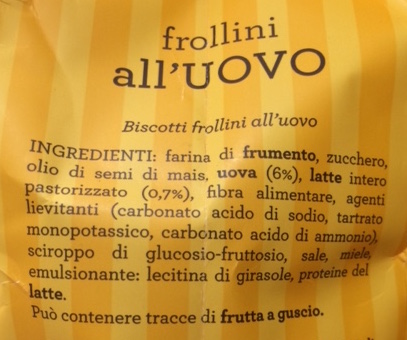 frollini
all'UOVO
Biscotti frollini all'uovo
INGREDIENTI: farina di frumento, zucchero,
olio di semi di mais, uova (6%), latte intero
pastorizzato (0,7%), fibra alimentare, agenti
lievitanti (carbonato acido di sodio, tartrato
monopotassico, carbonato acido di ammonio),
sciroppo di glucosio-fruttosio, sale, miele,
emulsionante: lecitina di girasole, proteine del
latte.
Può contenere tracce di frutta a guscio.